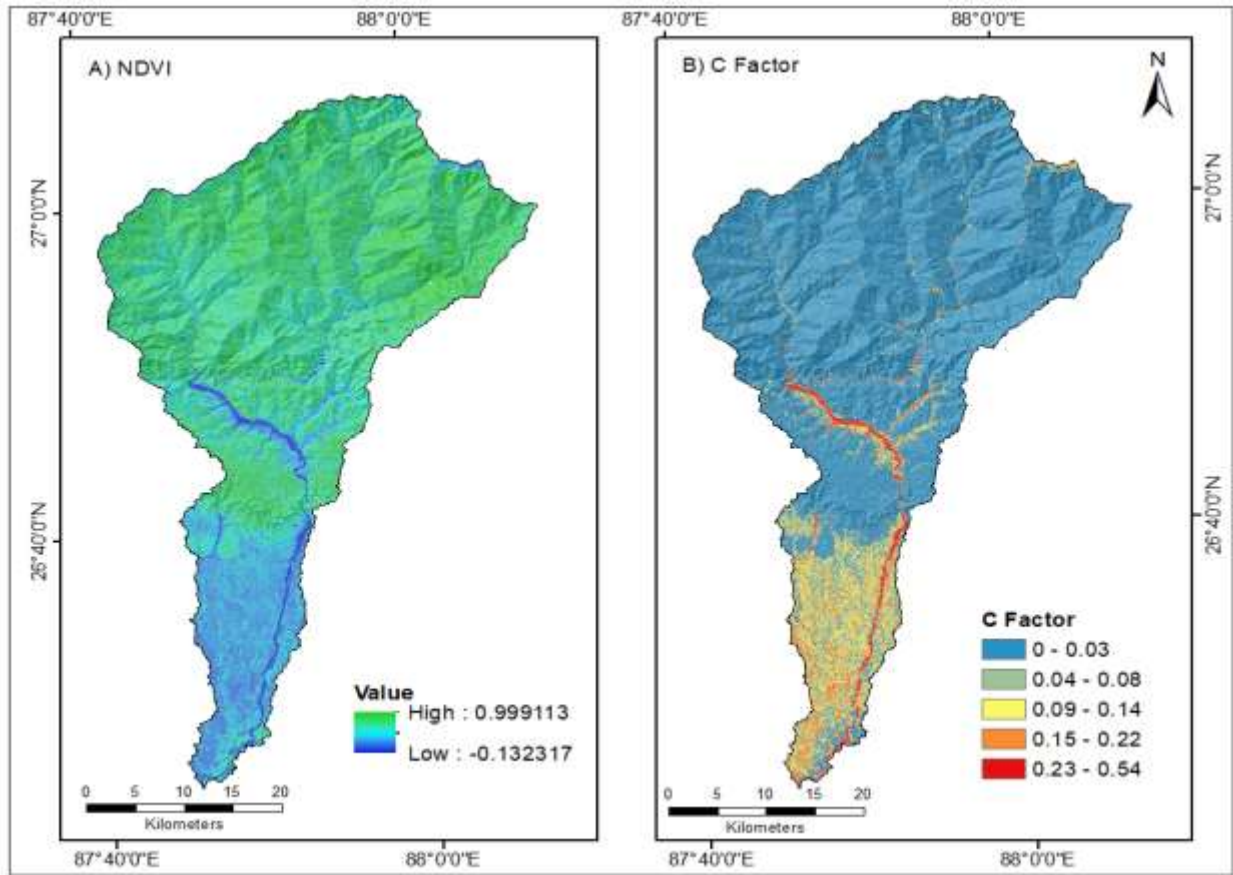 87°40'0"E 88°0'0"E 87°40'0"E 88°0'0"E
A) NDVI
B) C Factor
N
27°0'0"N
27°0'0"N
26°40'0"N
26°40'0"N
Value
High : 0.999113
Low : -0.132317
C Factor
0 - 0.03
0.04 - 0.08
0.09 - 0.14
0.15 - 0.22
0.23 - 0.54
0 5 10 15 20
Kilometers
0 5 10 15 20
Kilometers
87°40'0"E 88°0'0"E 87°40'0"E 88°0'0"E